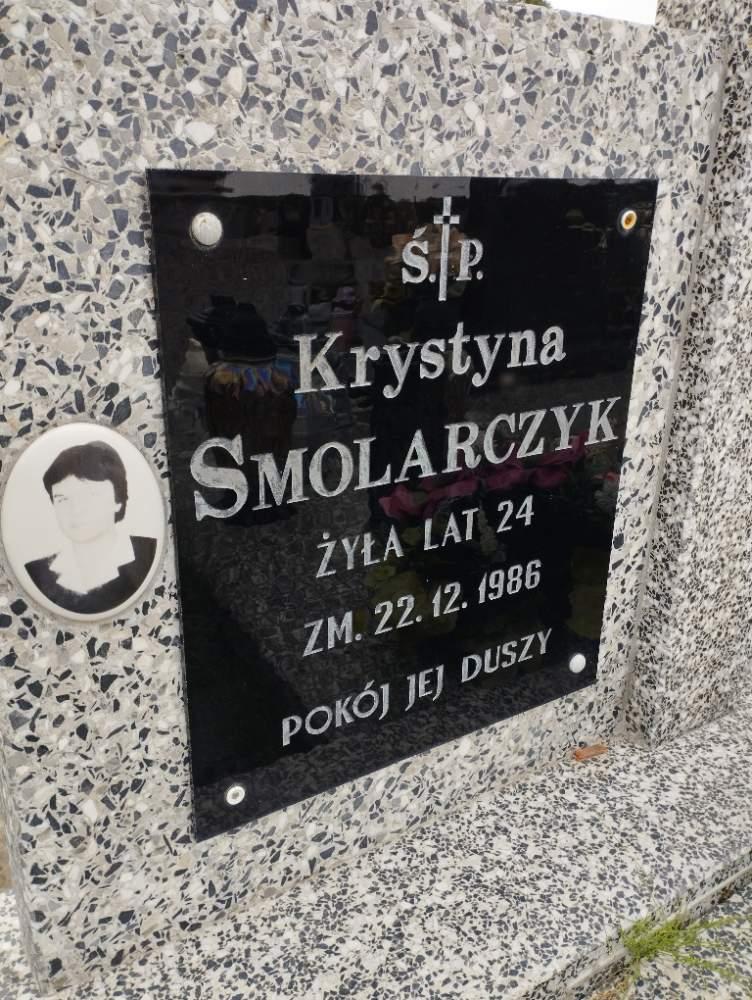 Ś.†P.
Krystyna
SMOLARCZYK
ŻYŁA LAT 24
ZM. 22.12.1986
POKÓJ JEJ DUSZY